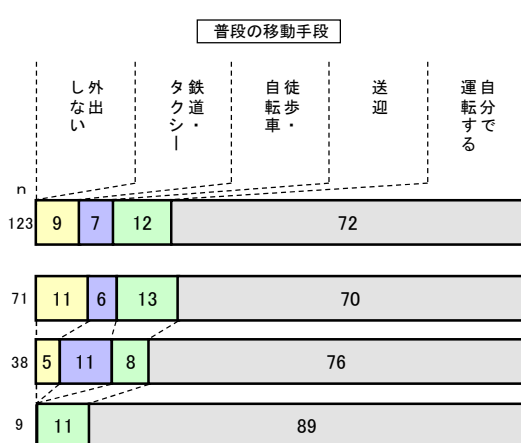 普段の移動手段
外出
しない
鉄道・
タクシー
徒歩・
自転車
送迎
自分で
運転する
n
123 9 7 12 72
71 11 6 13 70
38 5 11 8 76
9 11 89